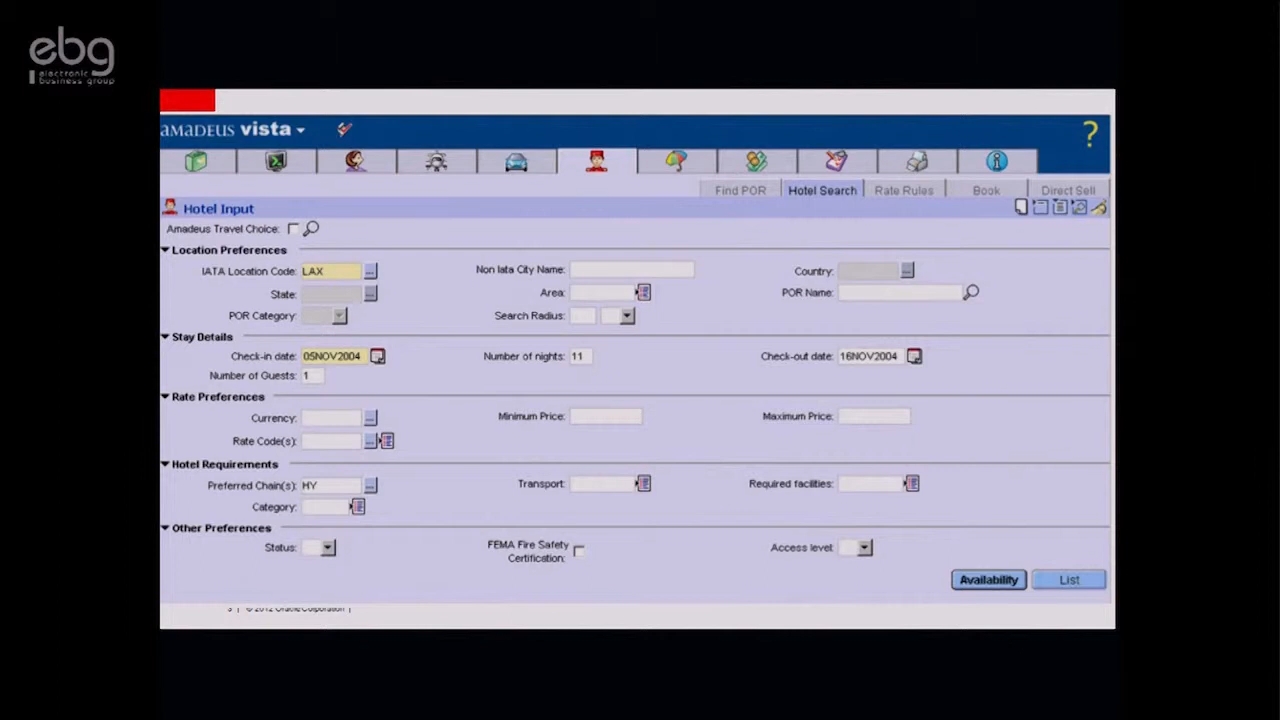 ebg
electronic
business group
amadeus vista
?
Find POR Hotel Search Rate Rules Book Direct Sell
Hotel Input
Amadeus Travel Choice:
Location Preferences
IATA Location Code: LAX Non Iata City Name: Country:
State: Area: POR Name:
POR Category: Search Radius:
Stay Details
Check-in date: 05NOV2004 Number of nights: 11 Check-out date: 16NOV2004
Number of Guests: 1
Rate Preferences
Currency: Minimum Price: Maximum Price:
Rate Code(s):
Hotel Requirements
Preferred Chain(s): HY Transport: Required facilities:
Category:
Other Preferences
Status: FEMA Fire Safety Certification: Access level:
Availability List
© 2012 Oracle Corporation |